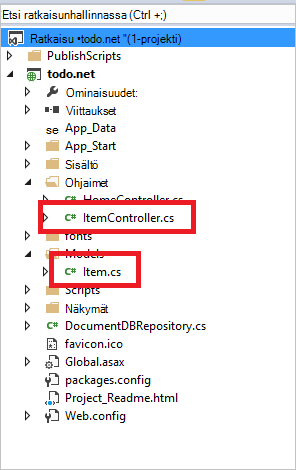 Etsi ratkaisunhallinnassa (Ctrl +;)
Ratkaisu •todo.net "(1-projekti)
PublishScripts
todo.net
Ominaisuudet:
Viittaukset
se App_Data
App_Start
Sisältö
Ohjaimet
HomeController.cs
C# ItemController.cs
fonts
Models
C# Item.cs
Scripts
Näkymät
C# DocumentDBRepository.cs
favicon.ico
Global.asax
packages.config
Project_Readme.html
Web.config